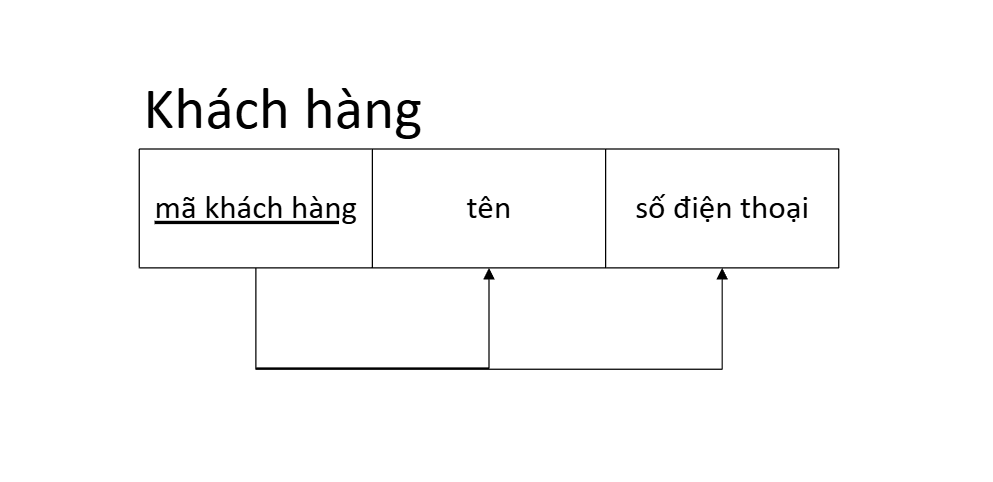 Khách hàng
mã khách hàng
tên
số điện thoại